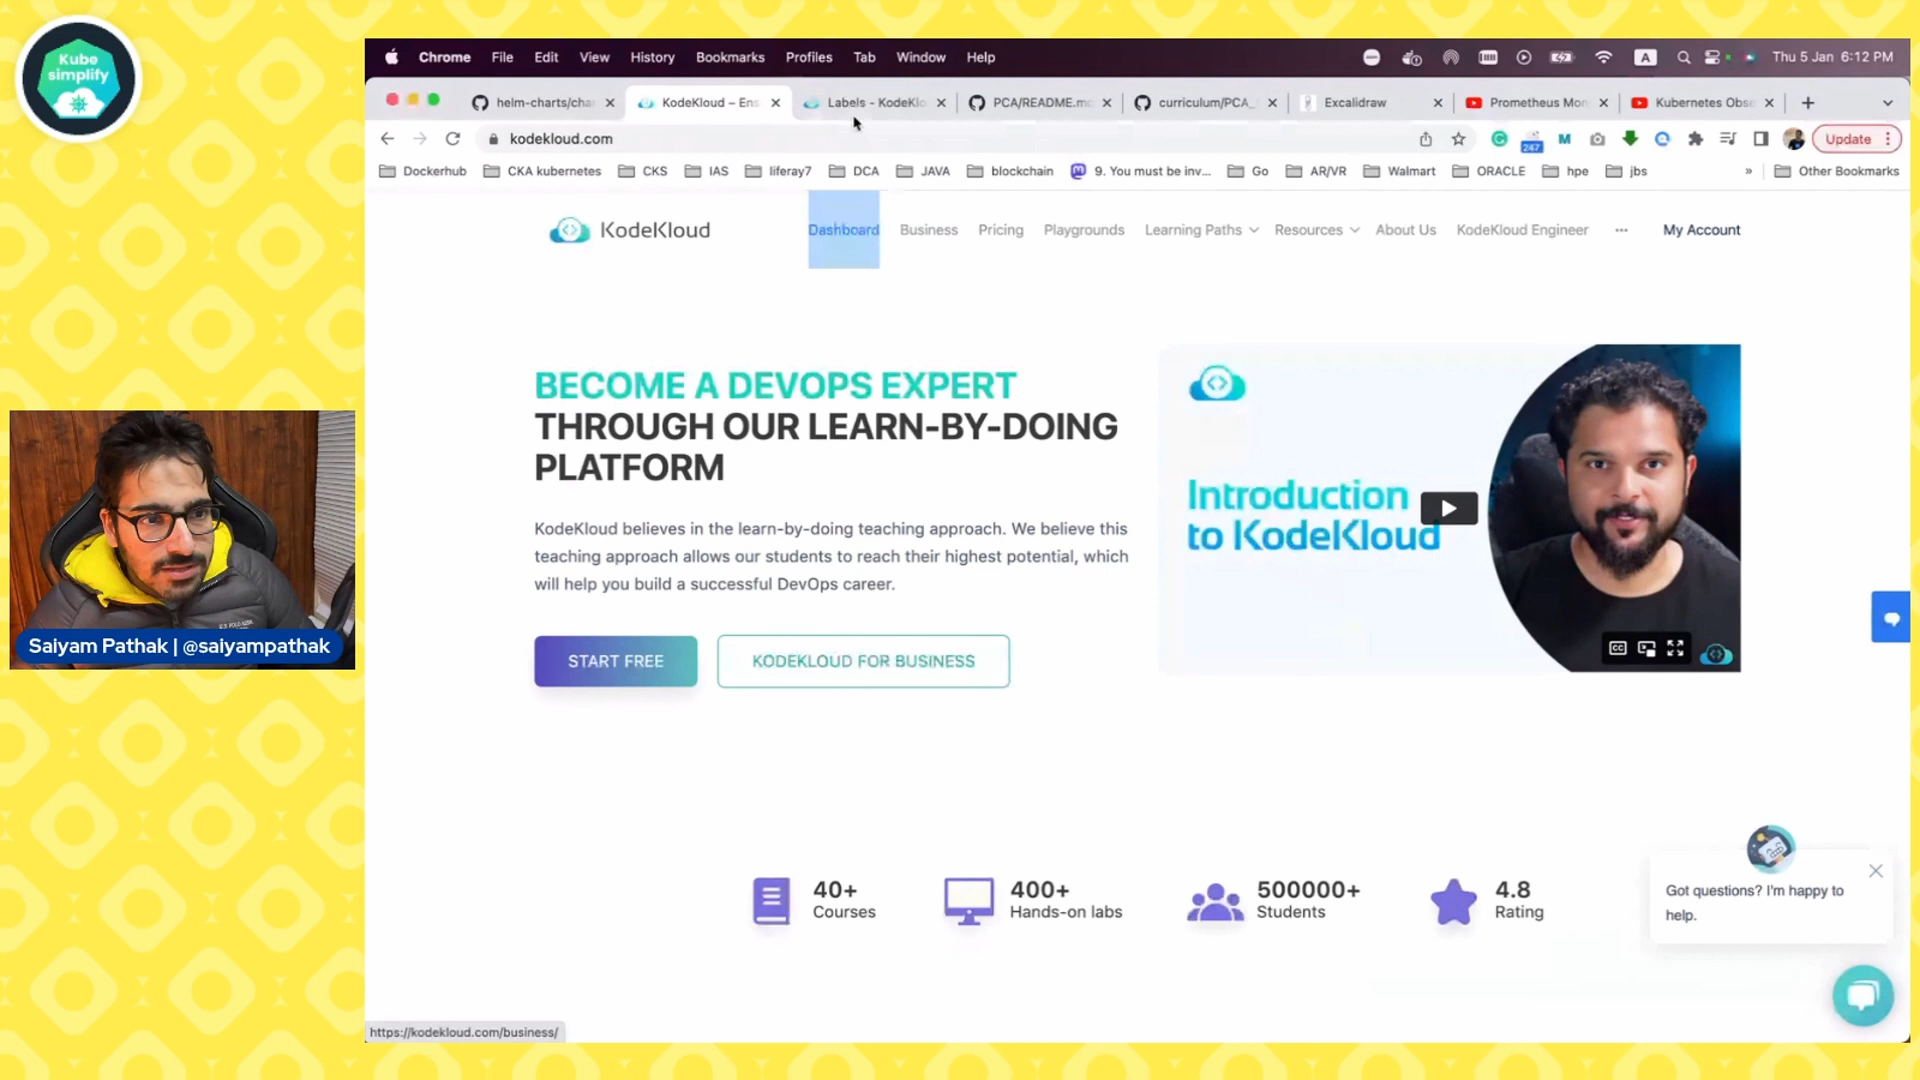 Kube
simplify
Chrome File Edit View History Bookmarks Profiles Tab Window Help
A
Thu 5 Jan 6:12 PM
helm-charts/cha
KodeKloud – Ens
Labels - KodeKlo
PCA/README.mc
curriculum/PCA_
Excalidraw
Prometheus Mon
Kubernetes Obse
kodekloud.com
247
M
Update
Dockerhub
CKA kubernetes
CKS
IAS
liferay7
DCA
JAVA
blockchain
9. You must be inv...
Go
AR/VR
Walmart
ORACLE
hpe
jbs
»
Other Bookmarks
KodeKloud
Dashboard
Business
Pricing
Playgrounds
Learning Paths
Resources
About Us
KodeKloud Engineer
...
My Account
BECOME A DEVOPS EXPERT
THROUGH OUR LEARN-BY-DOING
PLATFORM
KodeKloud believes in the learn-by-doing teaching approach. We believe this
teaching approach allows our students to reach their highest potential, which
will help you build a successful DevOps career.
START FREE
KODEKLOUD FOR BUSINESS
Introduction
to KodeKloud
CC
Saiyam Pathak | @saiyampathak
40+
Courses
400+
Hands-on labs
500000+
Students
4.8
Rating
Got questions? I'm happy to
help.
https://kodekloud.com/business/